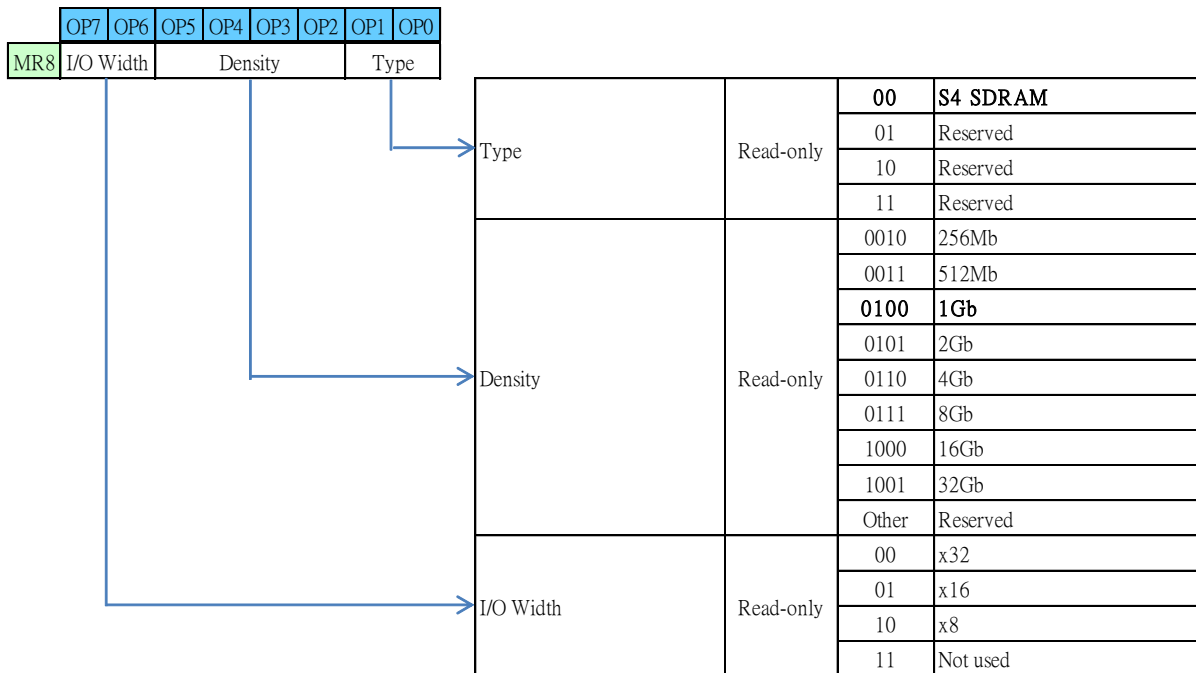 OP7 OP6 OP5 OP4 OP3 OP2 OP1 OP0
MR8 I/O Width Density Type
00 S4 SDRAM
Type Read-only 01 Reserved
10 Reserved
11 Reserved
0010 256Mb
0011 512Mb
0100 1Gb
0101 2Gb
Density Read-only 0110 4Gb
0111 8Gb
1000 16Gb
1001 32Gb
Other Reserved
00 x32
I/O Width Read-only 01 x16
10 x8
11 Not used